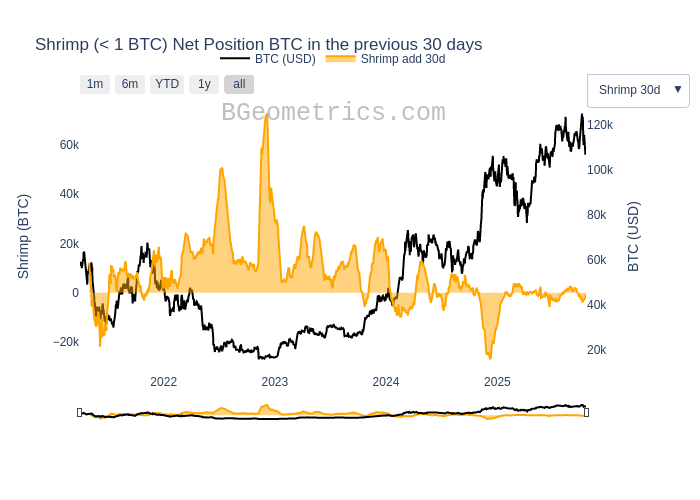 Shrimp (< 1 BTC) Net Position BTC in the previous 30 days
BTC (USD) Shrimp add 30d
1m 6m YTD 1y all
Shrimp 30d ▼
BGeometrics.com
60k
40k
20k
0
−20k
Shrimp (BTC)
120k
100k
80k
60k
40k
20k
BTC (USD)
2022 2023 2024 2025